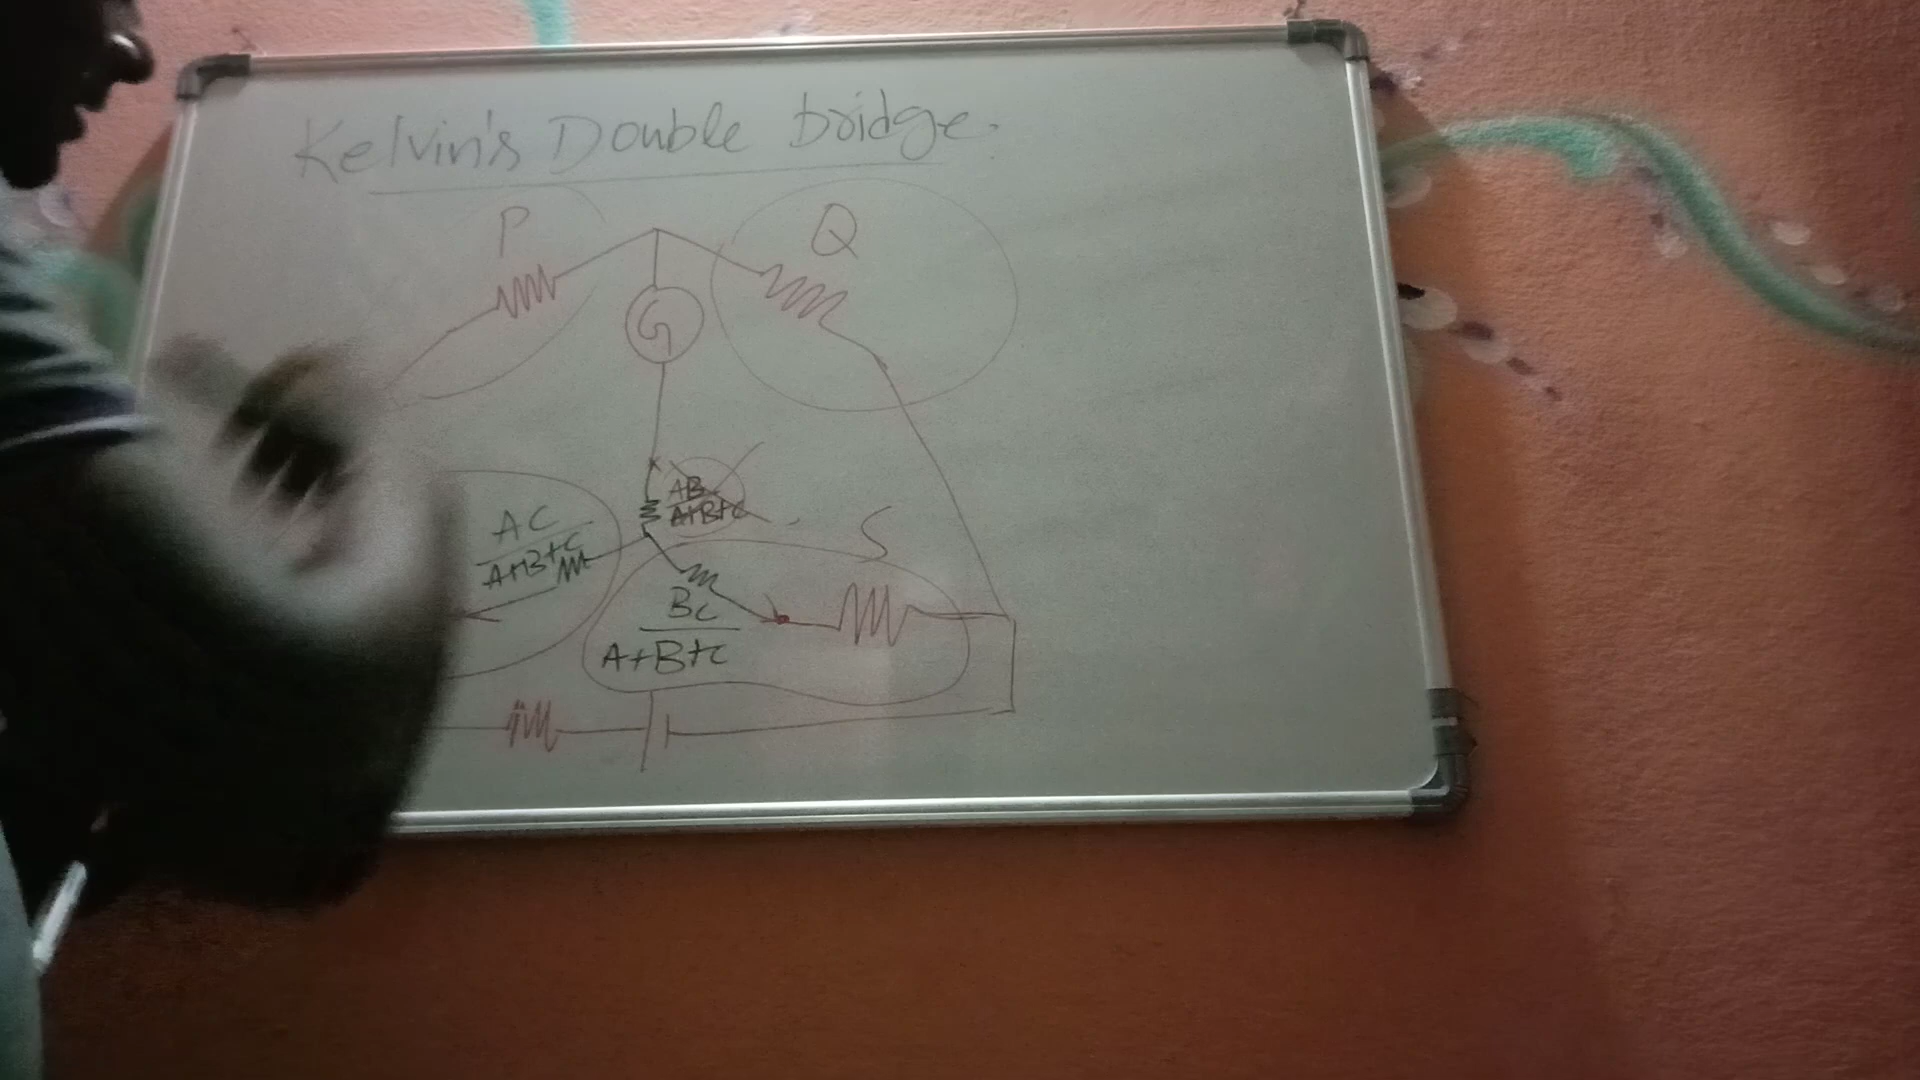 Kelvin's Double bridge.
P
Q
G
AB
A+B+C
S
AC
A+B+C
BC
A+B+C